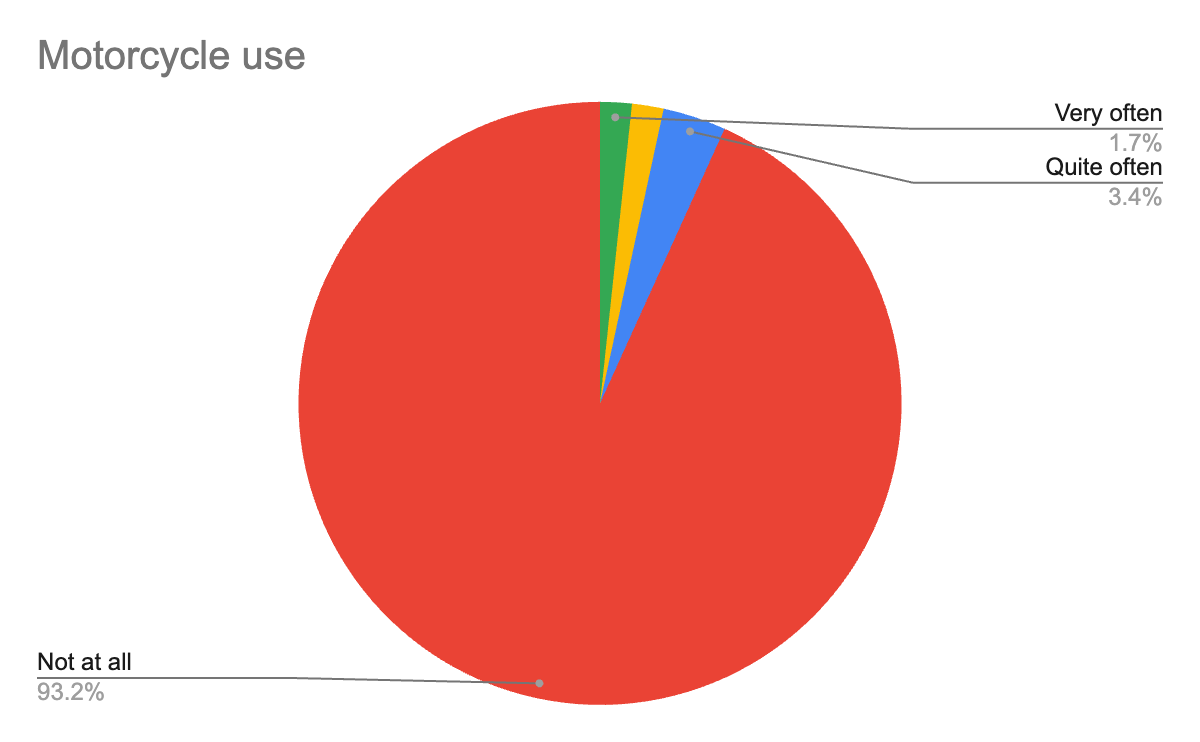 Motorcycle use
Very often
1.7%
Quite often
3.4%
Not at all
93.2%